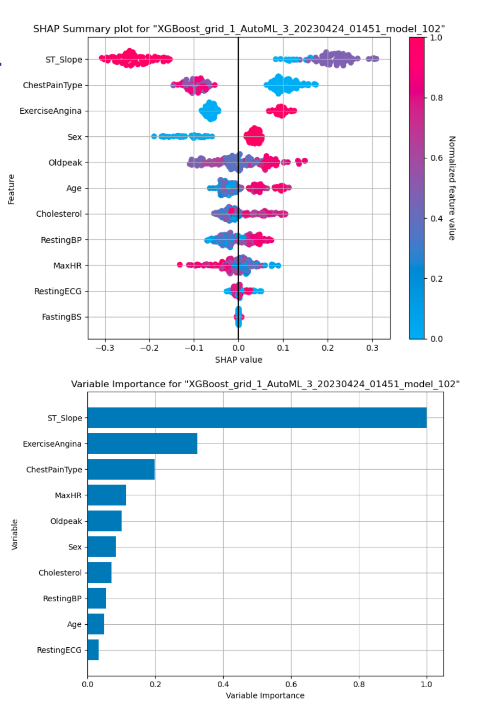 SHAP Summary plot for "XGBoost_grid_1_AutoML_3_20230424_01451_model_102"
ST_Slope
ChestPainType
ExerciseAngina
Sex
Oldpeak
Age
Cholesterol
RestingBP
MaxHR
RestingECG
FastingBS
Feature
−0.3 −0.2 −0.1 0.0 0.1 0.2 0.3
SHAP value
1.0
0.8
0.6
0.4
0.2
0.0
Normalized feature value
Variable Importance for "XGBoost_grid_1_AutoML_3_20230424_01451_model_102"
ST_Slope
ExerciseAngina
ChestPainType
MaxHR
Oldpeak
Sex
Cholesterol
RestingBP
Age
RestingECG
Variable
0.0 0.2 0.4 0.6 0.8 1.0
Variable Importance